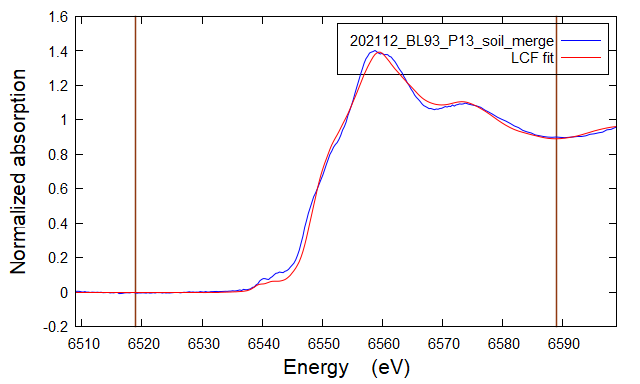 1.6
1.4
1.2
1
0.8
0.6
0.4
0.2
0
-0.2
Normalized absorption
202112_BL93_P13_soil_merge
LCF fit
6510 6520 6530 6540 6550 6560 6570 6580 6590
Energy (eV)